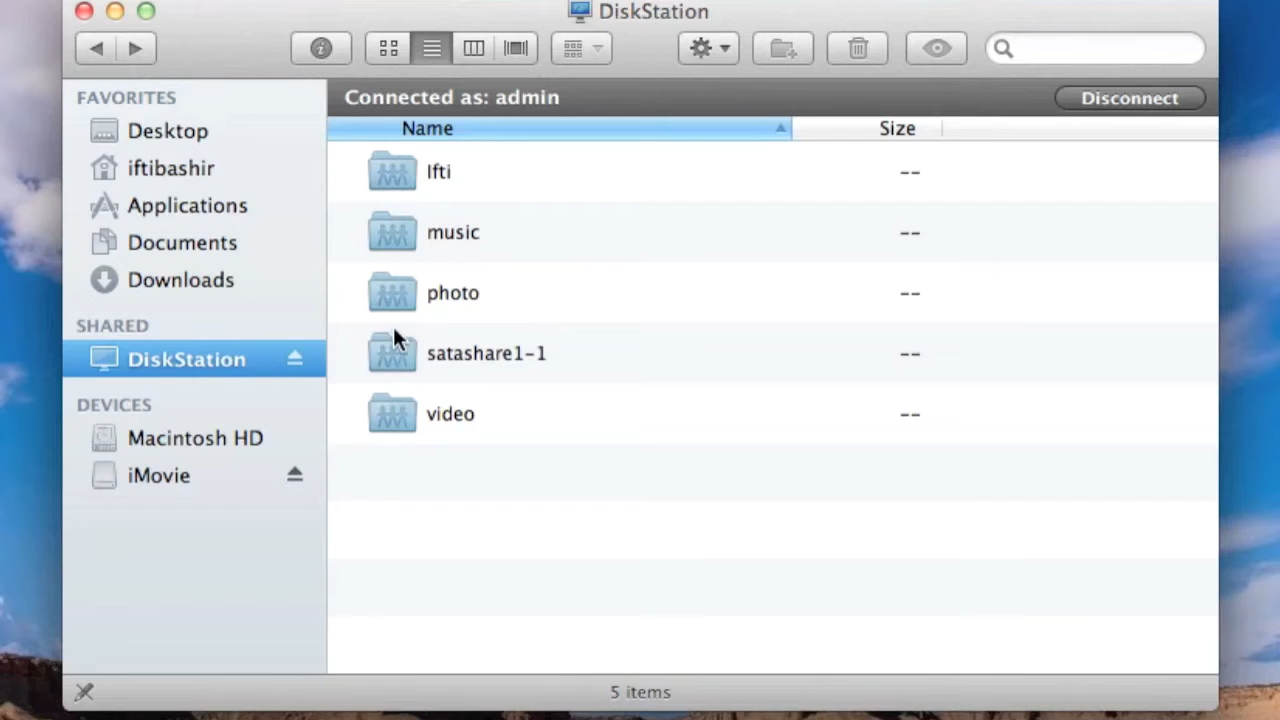 DiskStation
FAVORITES
Desktop
iftibashir
Applications
Documents
Downloads
SHARED
DiskStation
DEVICES
Macintosh HD
iMovie
Connected as: admin
Disconnect
Name Size
Ifti --
music --
photo --
satashare1-1 --
video --
5 items